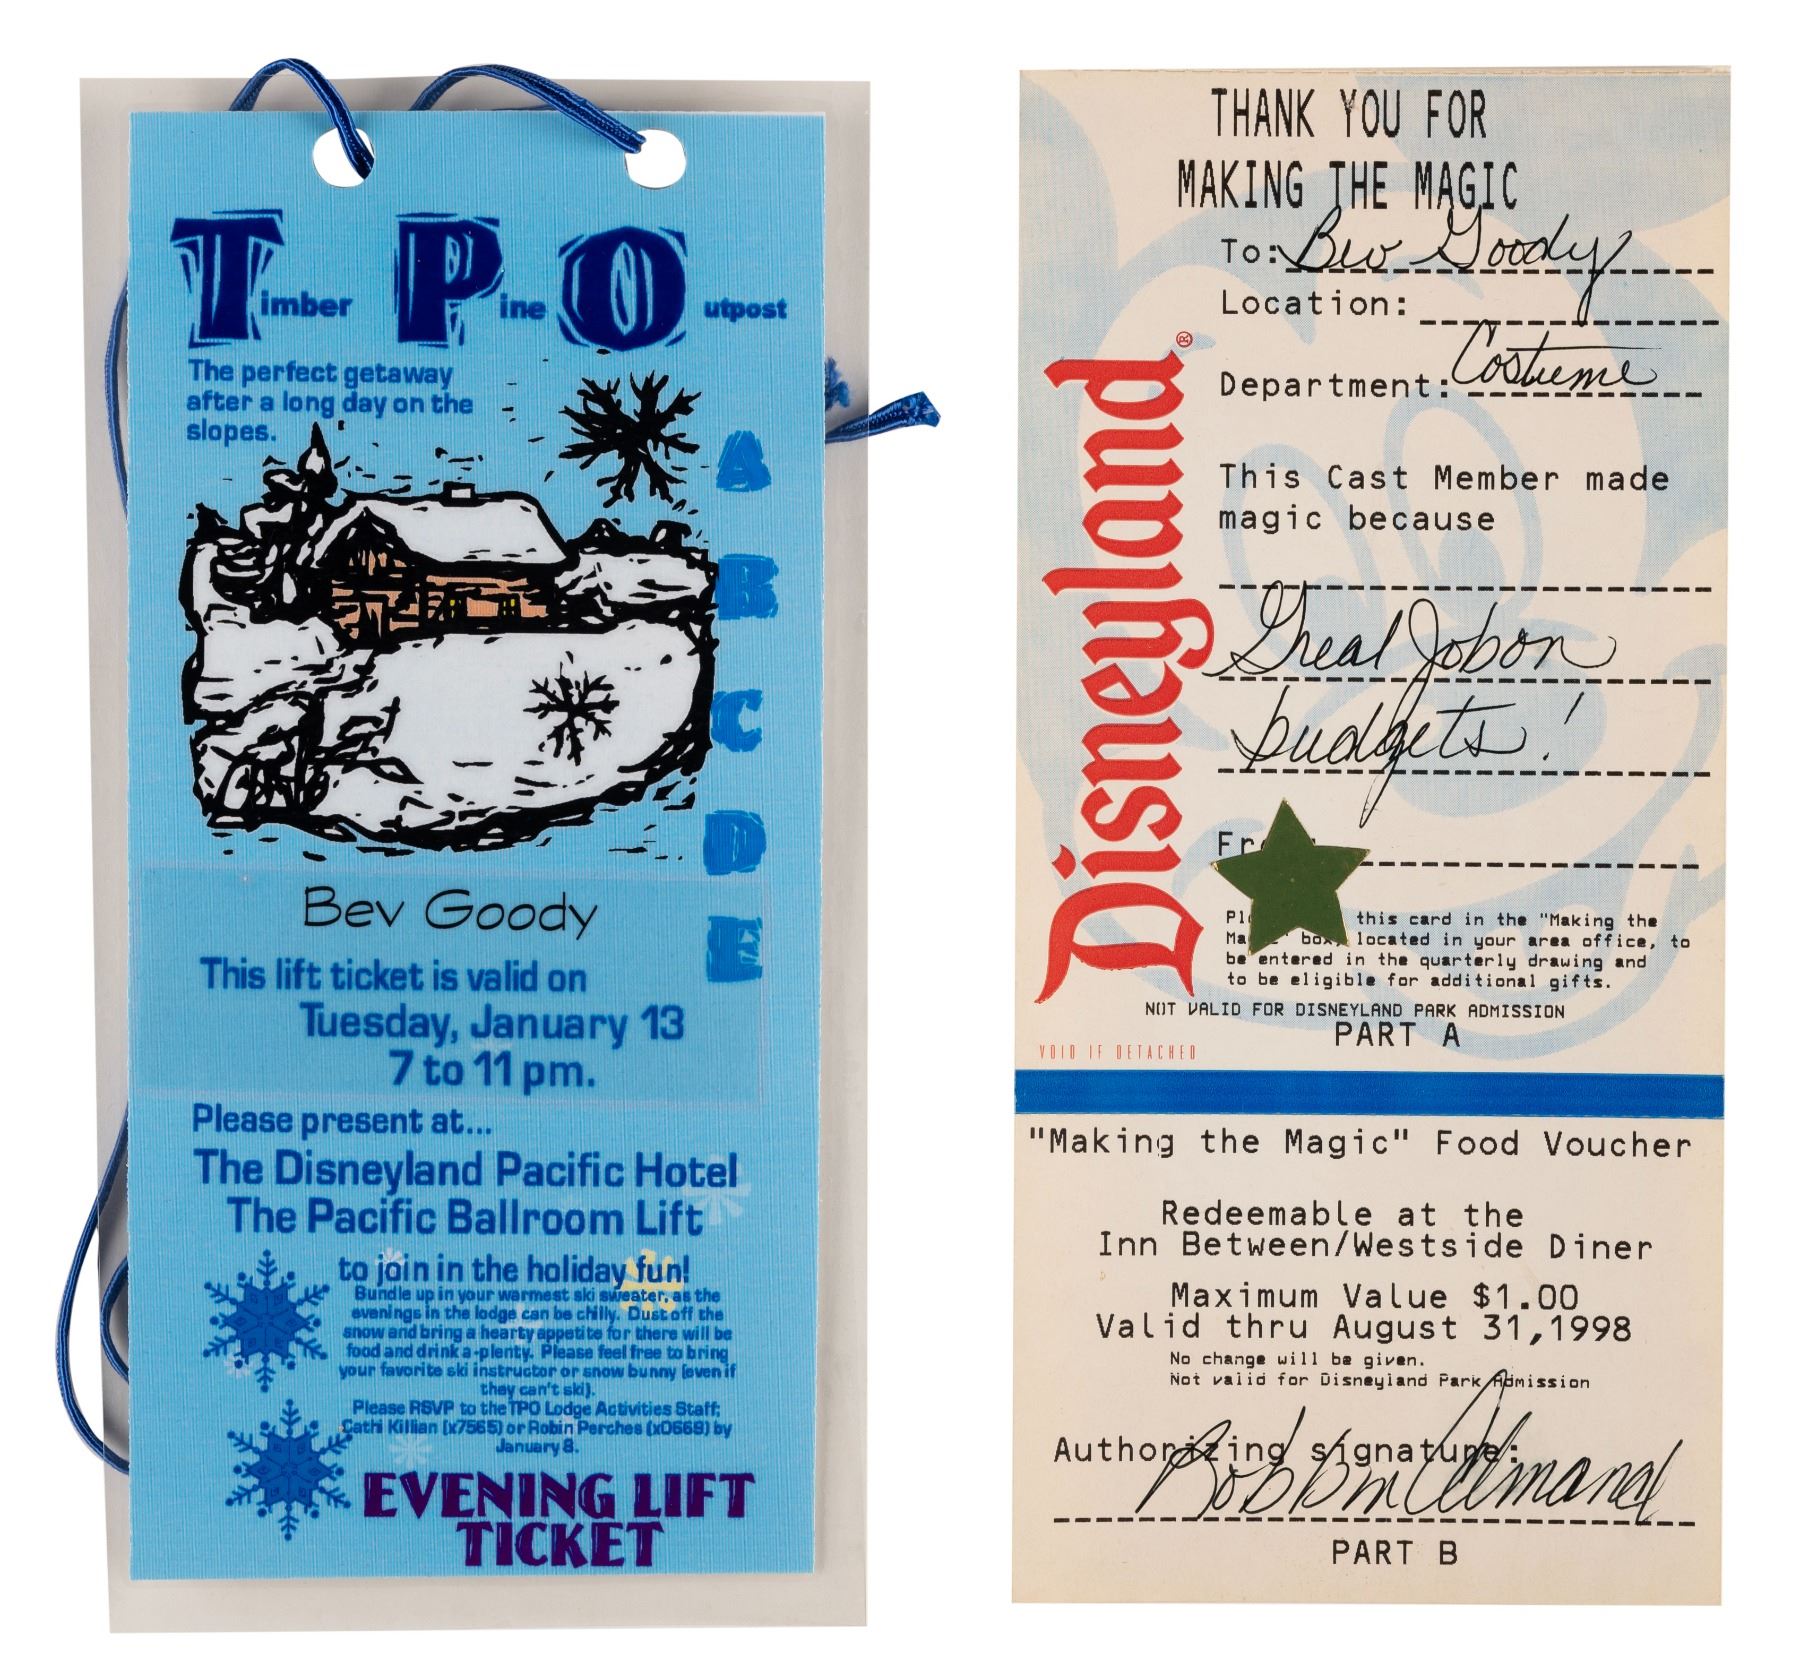 Timber Pine Outpost
The perfect getaway
after a long day on the
slopes.
A
B
C
D
E
Bev Goody
This lift ticket is valid on
Tuesday, January 13
7 to 11 pm.
Please present at...
The Disneyland Pacific Hotel
The Pacific Ballroom Lift
to join in the holiday fun!
Bundle up in your warmest ski sweater, as the
evenings in the lodge can be chilly. Dust off the
snow and bring a hearty appetite for there will be
food and drink a-plenty. Please feel free to bring
your favorite ski instructor or snow bunny (even if
they can't ski).
Please RSVP to the TPO Lodge Activities Staff;
Cathi Killian (x7565) or Robin Perches (x0669) by
January 8.
EVENING LIFT
TICKET
THANK YOU FOR
MAKING THE MAGIC
To: Bev Goody
Location:
Department: Costume
This Cast Member made
magic because
Great Job on
budgets!
Fr
Pl this card in the "Making the
Ma " box, located in your area office, to
be entered in the quarterly drawing and
to be eligible for additional gifts.
NOT VALID FOR DISNEYLAND PARK ADMISSION
PART A
VOID IF DETACHED
Disneyland®
"Making the Magic" Food Voucher
Redeemable at the
Inn Between/Westside Diner
Maximum Value $1.00
Valid thru August 31,1998
No change will be given.
Not valid for Disneyland Park Admission
Authorizing signature:
PART B